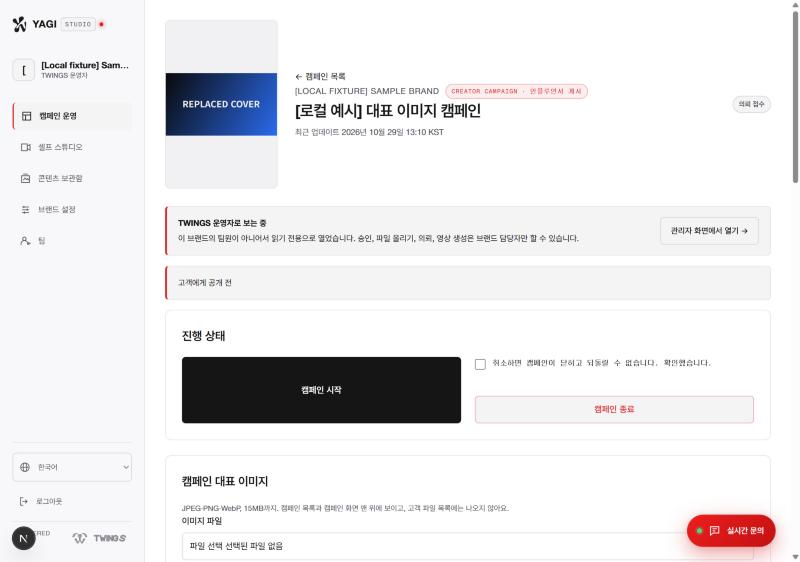 YAGI STUDIO
[
[Local fixture] Sam...
TWINGS 운영자
캠페인 운영
셀프 스튜디오
콘텐츠 보관함
브랜드 설정
팀
한국어
로그아웃
N
RED
TWINGS
REPLACED COVER
← 캠페인 목록
[LOCAL FIXTURE] SAMPLE BRAND
CREATOR CAMPAIGN · 인플루언서 게시
[로컬 예시] 대표 이미지 캠페인
최근 업데이트 2026년 10월 29일 13:10 KST
의뢰 접수
TWINGS 운영자로 보는 중
이 브랜드의 팀원이 아니어서 읽기 전용으로 열었습니다. 승인, 파일 올리기, 의뢰, 영상 생성은 브랜드 담당자만 할 수 있습니다.
관리자 화면에서 열기 →
고객에게 공개 전
진행 상태
캠페인 시작
취소하면 캠페인이 닫히고 되돌릴 수 없습니다. 확인했습니다.
캠페인 종료
캠페인 대표 이미지
JPEG·PNG·WebP, 15MB까지. 캠페인 목록과 캠페인 화면 맨 위에 보이고, 고객 파일 목록에는 나오지 않아요.
이미지 파일
파일 선택 선택된 파일 없음
실시간 문의